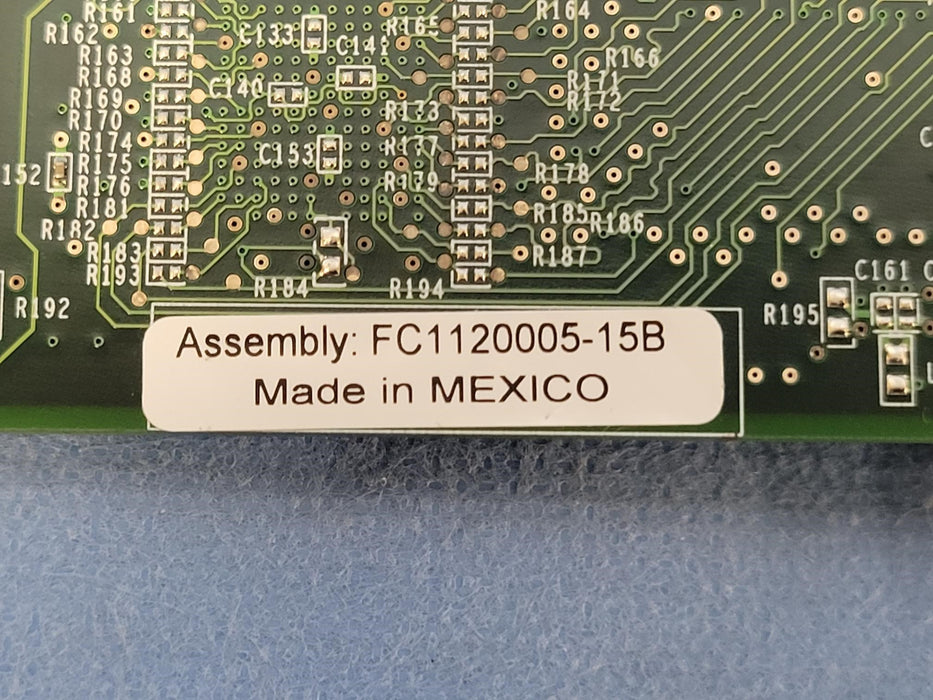 R161
R162
R163
R168
R169
R170
R174
R175
R176
R181
R182
R183
R193
R192
C133
C140
C153
R184
R164
R165
R166
R171
R172
R173
R177
R178
R179
R185
R186
R187
R194
152
R195
C161
Assembly: FC1120005-15B
Made in MEXICO